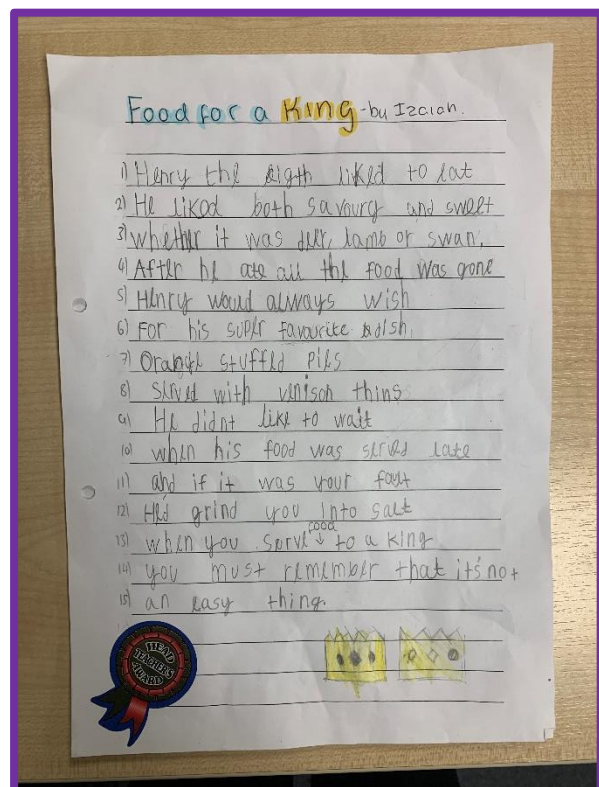 Food for a King - by Izaiah.
1) Henry the eigth liked to eat
2) He liked both savoury and sweet
3) whether it was deer, lamb or swan,
4) After he ate all the food was gone
5) Henry would always wish
6) For his super favourite dish,
7) Orange stuffed pies
8) served with venison thins
9) He didnt like to wait
10) when his food was served late
11) and if it was your fault
12) He'd grind you into salt
13) when you serve food to a king
14) you must remember that it's not
15) an easy thing.
HEAD
TEACHER'S
AWARD